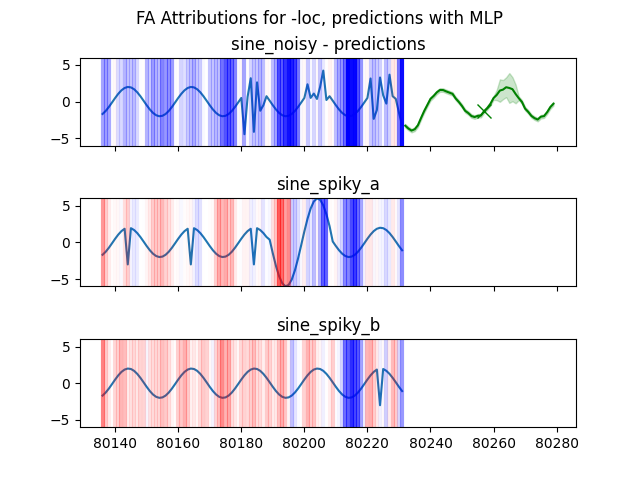 FA Attributions for -loc, predictions with MLP
sine_noisy - predictions
5
0
−5
sine_spiky_a
5
0
−5
sine_spiky_b
5
0
−5
80140 80160 80180 80200 80220 80240 80260 80280